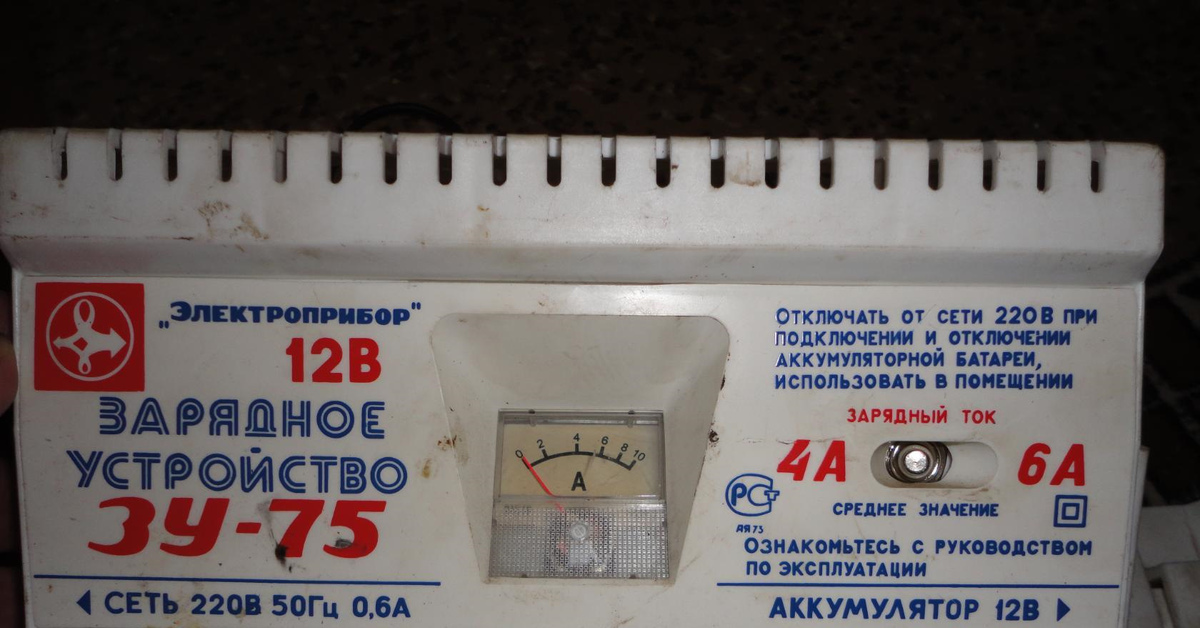 „Электроприбор"
12В
ЗАРЯДНОЕ
УСТРОЙСТВО
ЗУ-75
◀ СЕТЬ 220В 50Гц 0,6А
0 2 4 6 8 10
А
ОТКЛЮЧАТЬ ОТ СЕТИ 220В ПРИ
ПОДКЛЮЧЕНИИ И ОТКЛЮЧЕНИИ
АККУМУЛЯТОРНОЙ БАТАРЕИ,
ИСПОЛЬЗОВАТЬ В ПОМЕЩЕНИИ
ЗАРЯДНЫЙ ТОК
4А 6А
СРЕДНЕЕ ЗНАЧЕНИЕ
РСТ
АЯ73
ОЗНАКОМЬТЕСЬ С РУКОВОДСТВОМ
ПО ЭКСПЛУАТАЦИИ
АККУМУЛЯТОР 12В ▶